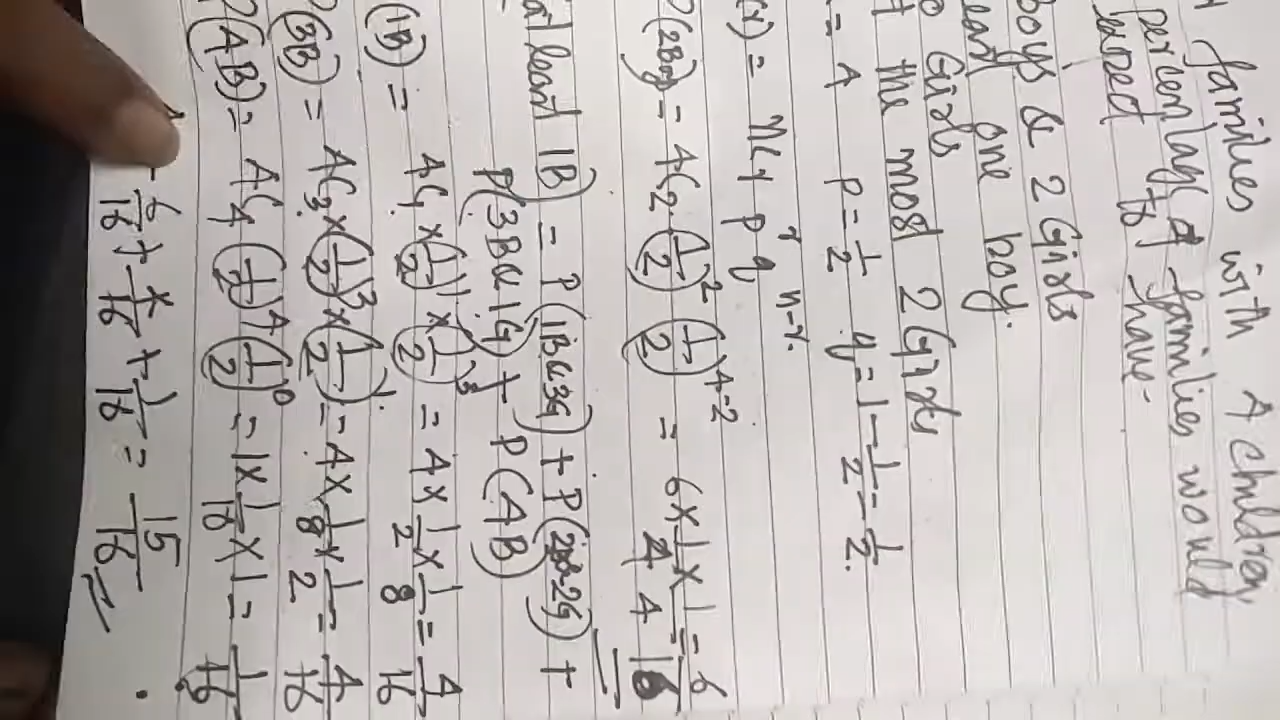 families with 4 children
percentage of families would
have.
boys & 2 Girls
east one boy.
Girls
the most 2 Girls
= 4 P = 1/2 q = 1 - 1/2 = 1/2.
(r) = nCr p^r q^n-r.
P(2Boy) = 4C2 (1/2)^2 (1/2)^4-2 = 6 × 1/4 × 1/4 = 6/16
at least 1B) = P(1B&3G) + P(2B-2G) +
P(3B&1G) + P(4B)
(1B) = 4C1 × (1/2)^1 × (1/2)^3 = 4 × 1/2 × 1/8 = 4/16
P(3B) = 4C3 × (1/2)^3 × (1/2)^1 = 4 × 1/8 × 1/2 = 4/16
P(4B) = 4C4 (1/2)^4 (1/2)^0 = 1 × 1/16 × 1 = 1/16
6/16 + 4/16 + 1/16 = 15/16